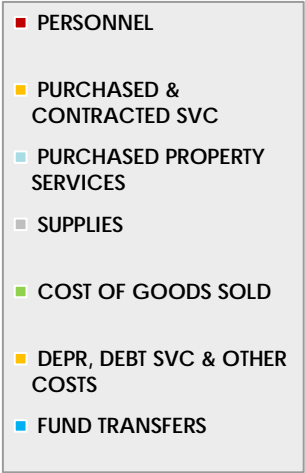 PERSONNEL
PURCHASED &
CONTRACTED SVC
PURCHASED PROPERTY
SERVICES
SUPPLIES
COST OF GOODS SOLD
DEPR, DEBT SVC & OTHER
COSTS
FUND TRANSFERS